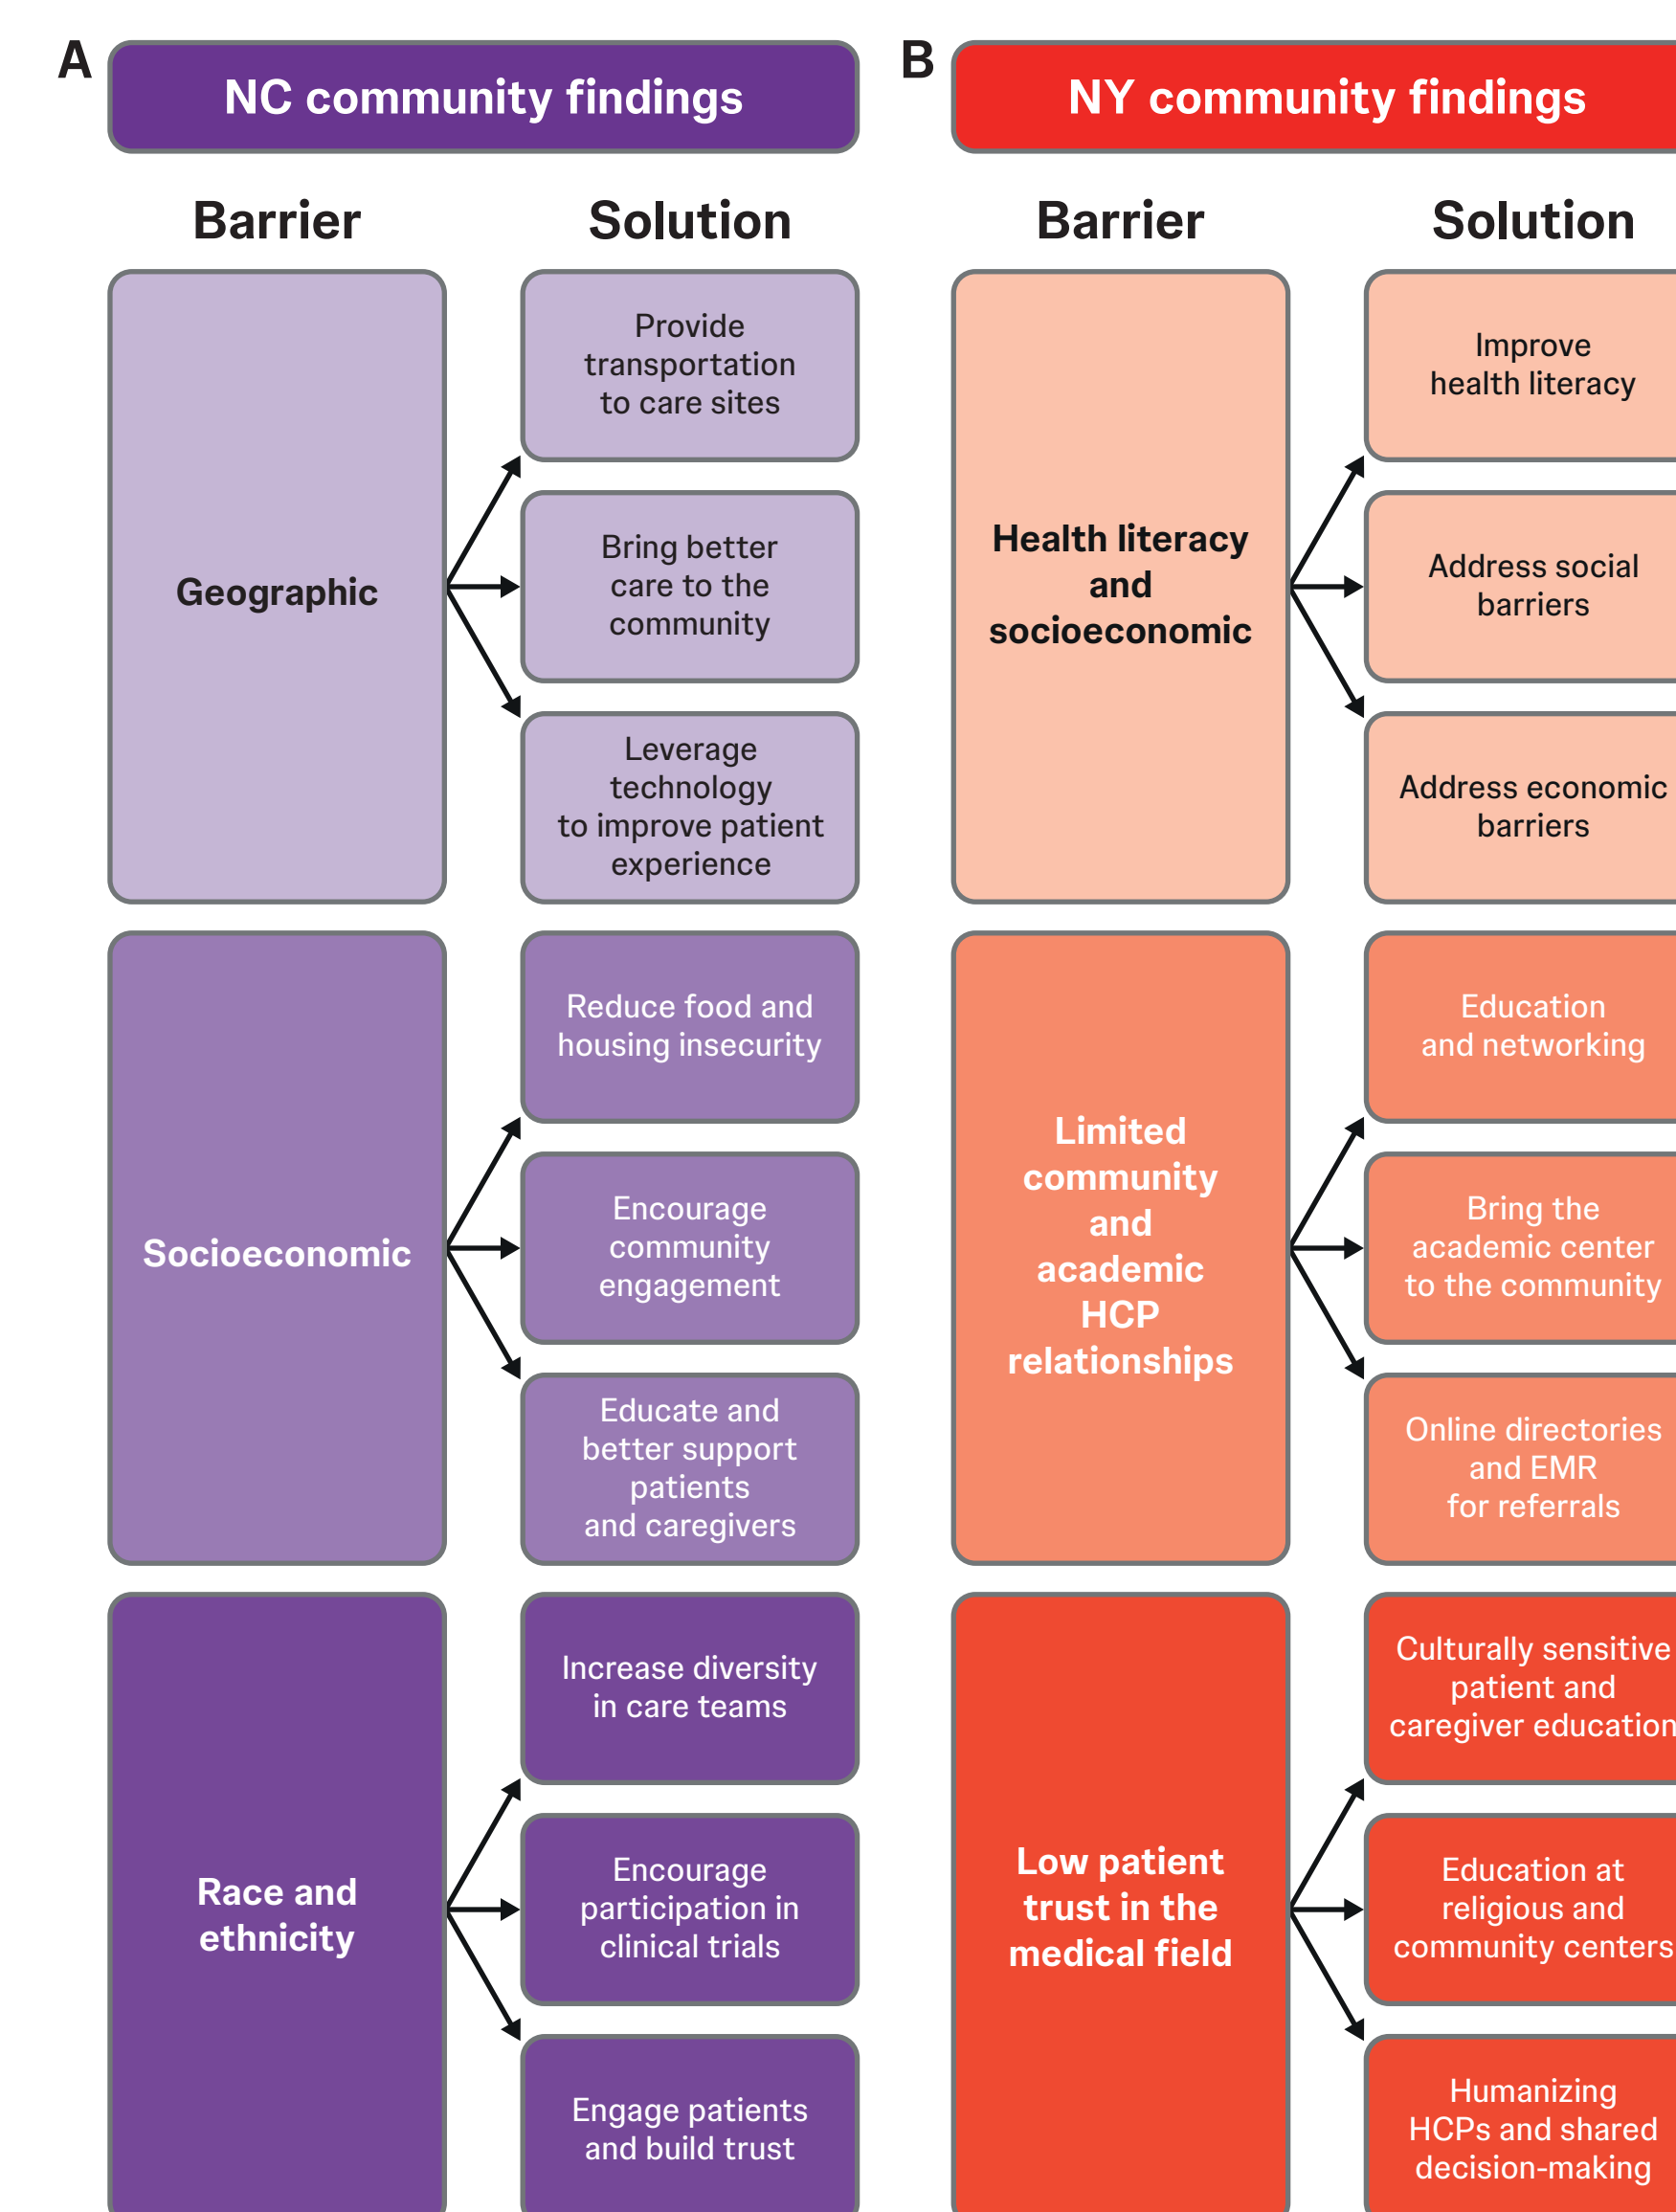 A
NC community findings
Barrier
Solution
Geographic
Provide
transportation
to care sites
Bring better
care to the
community
Leverage
technology
to improve patient
experience
Socioeconomic
Reduce food and
housing insecurity
Encourage
community
engagement
Educate and
better support
patients
and caregivers
Race and
ethnicity
Increase diversity
in care teams
Encourage
participation in
clinical trials
Engage patients
and build trust
B
NY community findings
Barrier
Solution
Health literacy
and
socioeconomic
Improve
health literacy
Address social
barriers
Address economic
barriers
Limited
community
and
academic
HCP
relationships
Education
and networking
Bring the
academic center
to the community
Online directories
and EMR
for referrals
Low patient
trust in the
medical field
Culturally sensitive
patient and
caregiver education
Education at
religious and
community centers
Humanizing
HCPs and shared
decision-making